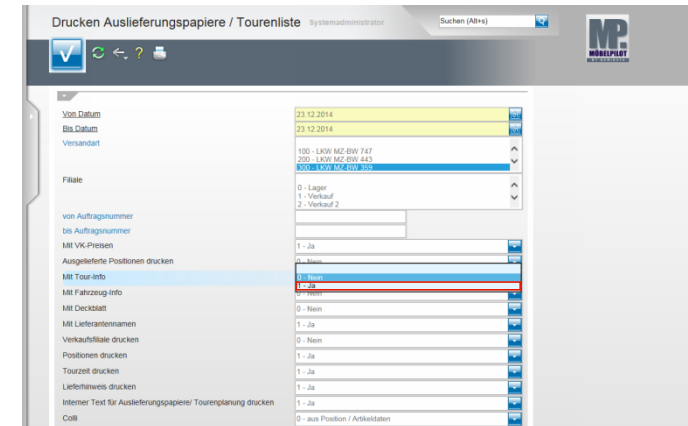 Drucken Auslieferungspapiere / Tourenliste Systemadministrator Suchen (Alt+s)
MP
MÖBELPILOT
Von Datum 23.12.2014
Bis Datum 23.12.2014
Versandart
100 - LKW MZ-BW 747
200 - LKW MZ-BW 443
300 - LKW MZ-BW 359
Filiale
0 - Lager
1 - Verkauf
2 - Verkauf 2
von Auftragsnummer
bis Auftragsnummer
Mit VK-Preisen 1 - Ja
Ausgelieferte Positionen drucken 0 - Nein
Mit Tour-Info 0 - Nein
1 - Ja
Mit Fahrzeug-Info 0 - Nein
Mit Deckblatt 0 - Nein
Mit Lieferantennamen 1 - Ja
Verkaufsfiliale drucken 0 - Nein
Positionen drucken 1 - Ja
Tourzeit drucken 1 - Ja
Lieferhinweis drucken 1 - Ja
Interner Text für Auslieferungspapiere/ Tourenplanung drucken 1 - Ja
Colli 0 - aus Position / Artikeldaten